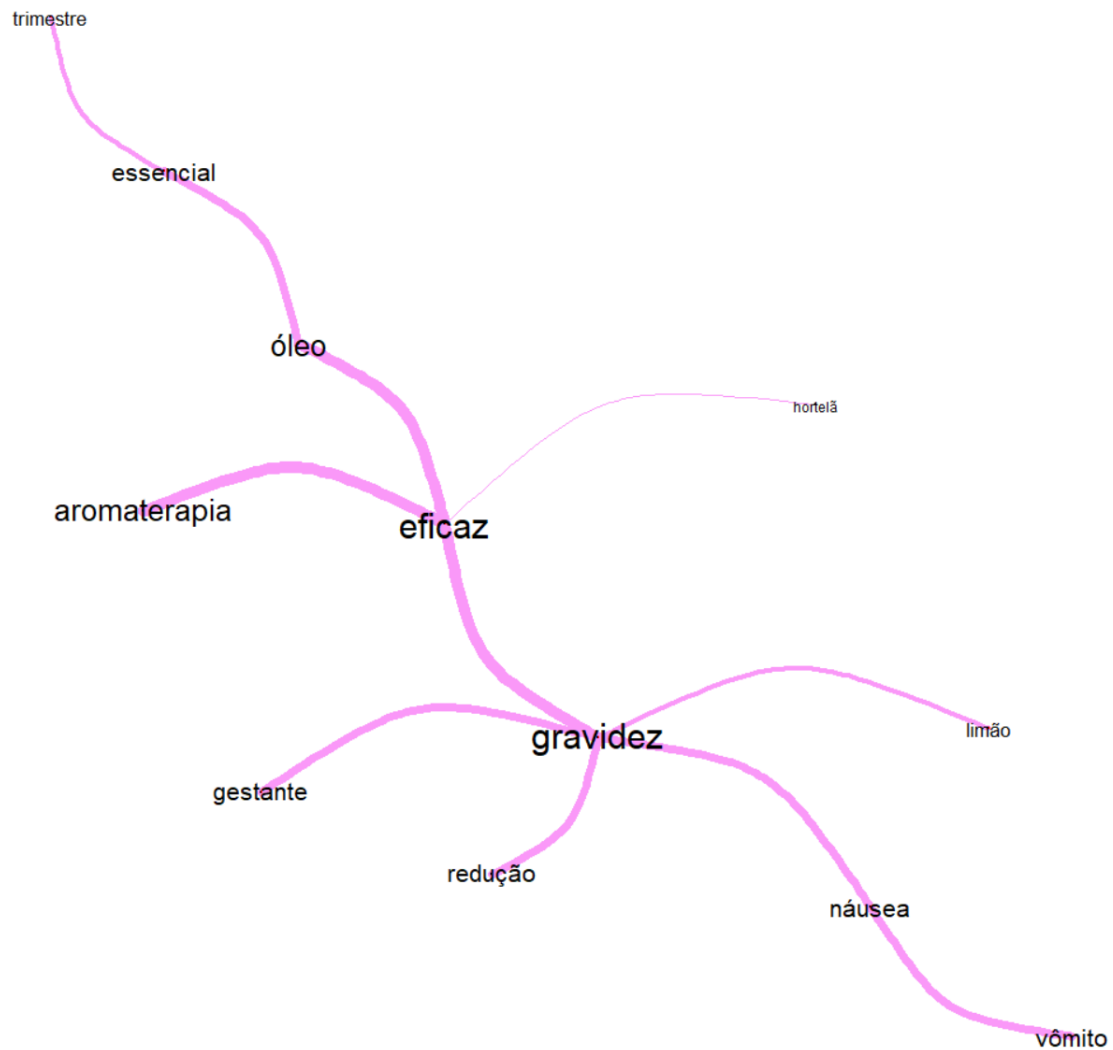 trimestre
essencial
óleo
hortelã
aromaterapia
eficaz
limão
gravidez
gestante
redução
náusea
vômito